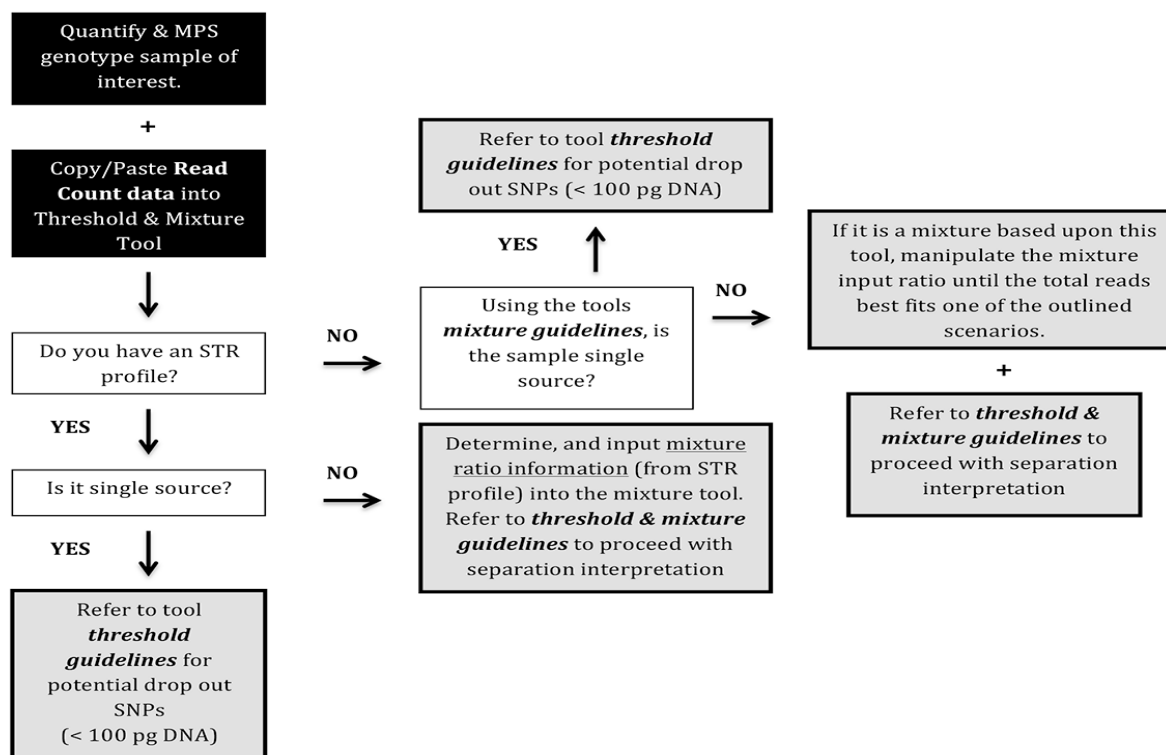 Quantify & MPS
genotype sample of
interest.
+
Copy/Paste Read
Count data into
Threshold & Mixture
Tool
Do you have an STR
profile?
YES
Is it single source?
YES
Refer to tool
threshold
guidelines for
potential drop out
SNPs
(< 100 pg DNA)
NO
Using the tools
mixture guidelines, is
the sample single
source?
YES
Refer to tool threshold
guidelines for potential drop
out SNPs (< 100 pg DNA)
NO
If it is a mixture based upon this
tool, manipulate the mixture
input ratio until the total reads
best fits one of the outlined
scenarios.
+
Refer to threshold &
mixture guidelines to
proceed with separation
interpretation
NO
Determine, and input mixture
ratio information (from STR
profile) into the mixture tool.
Refer to threshold & mixture
guidelines to proceed with
separation interpretation